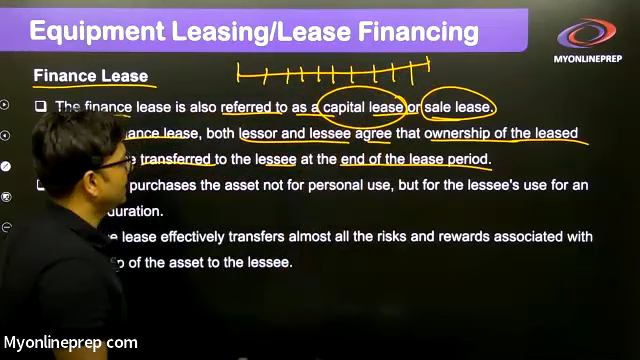 Equipment Leasing/Lease Financing
MYONLINEPREP
Finance Lease
The finance lease is also referred to as a capital lease or sale lease.
nance lease, both lessor and lessee agree that ownership of the leased
transferred to the lessee at the end of the lease period.
purchases the asset not for personal use, but for the lessee's use for an
duration.
e lease effectively transfers almost all the risks and rewards associated with
p of the asset to the lessee.
Myonlineprep com